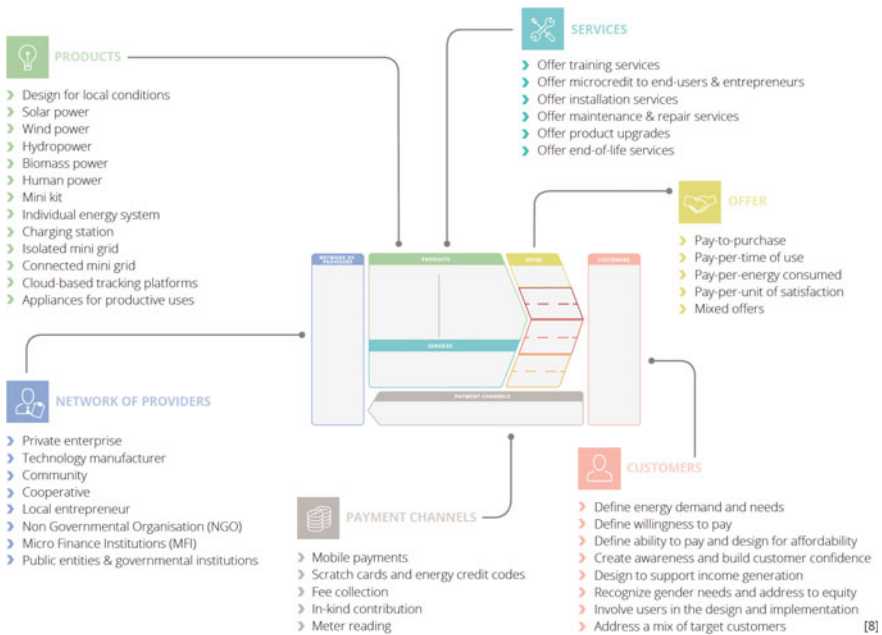 SERVICES
Offer training services
Offer microcredit to end-users & entrepreneurs
Offer installation services
Offer maintenance & repair services
Offer product upgrades
Offer end-of-life services
PRODUCTS
Design for local conditions
Solar power
Wind power
Hydropower
Biomass power
Human power
Mini kit
Individual energy system
Charging station
Isolated mini grid
Connected mini grid
Cloud-based tracking platforms
Appliances for productive uses
OFFER
Pay-to-purchase
Pay-per-time of use
Pay-per-energy consumed
Pay-per-unit of satisfaction
Mixed offers
NETWORK OF
PROVIDERS
PRODUCTS
OFFER
CUSTOMERS
SERVICES
PAYMENT CHANNELS
NETWORK OF PROVIDERS
Private enterprise
Technology manufacturer
Community
Cooperative
Local entrepreneur
Non Governmental Organisation (NGO)
Micro Finance Institutions (MFI)
Public entities & governmental institutions
PAYMENT CHANNELS
Mobile payments
Scratch cards and energy credit codes
Fee collection
In-kind contribution
Meter reading
CUSTOMERS
Define energy demand and needs
Define willingness to pay
Define ability to pay and design for affordability
Create awareness and build customer confidence
Design to support income generation
Recognize gender needs and address to equity
Involve users in the design and implementation
Address a mix of target customers
[8]